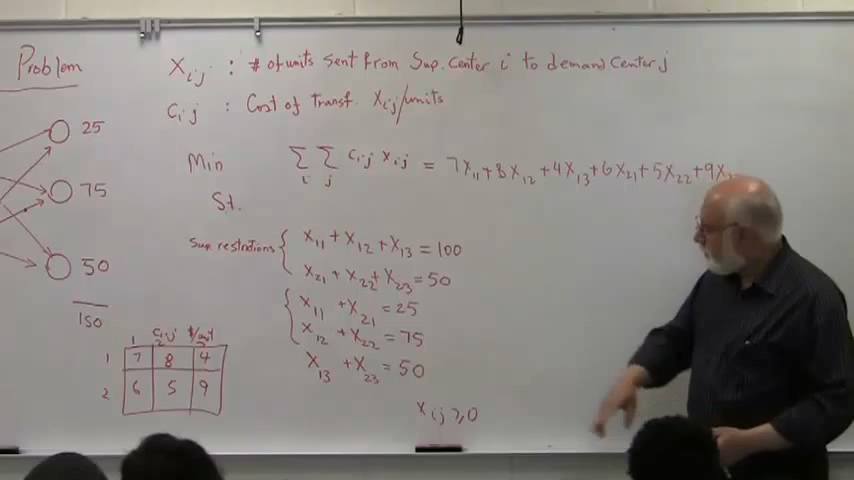 Problem
Xij : # of units sent from Sup. Center i to demand Center j
Cij : Cost of Transf. Xij/units
25
Min Σi Σj Cij Xij = 7X11 + 8X12 + 4X13 + 6X21 + 5X22 + 9X
75
St.
Sup restrictions { X11 + X12 + X13 = 100
X21 + X22 + X23 = 50
50
{ X11 + X21 = 25
X12 + X22 = 75
X13 + X23 = 50
150
Cij $/unit
1 2 3
1 7 8 4
2 6 5 9
Xij ≥ 0